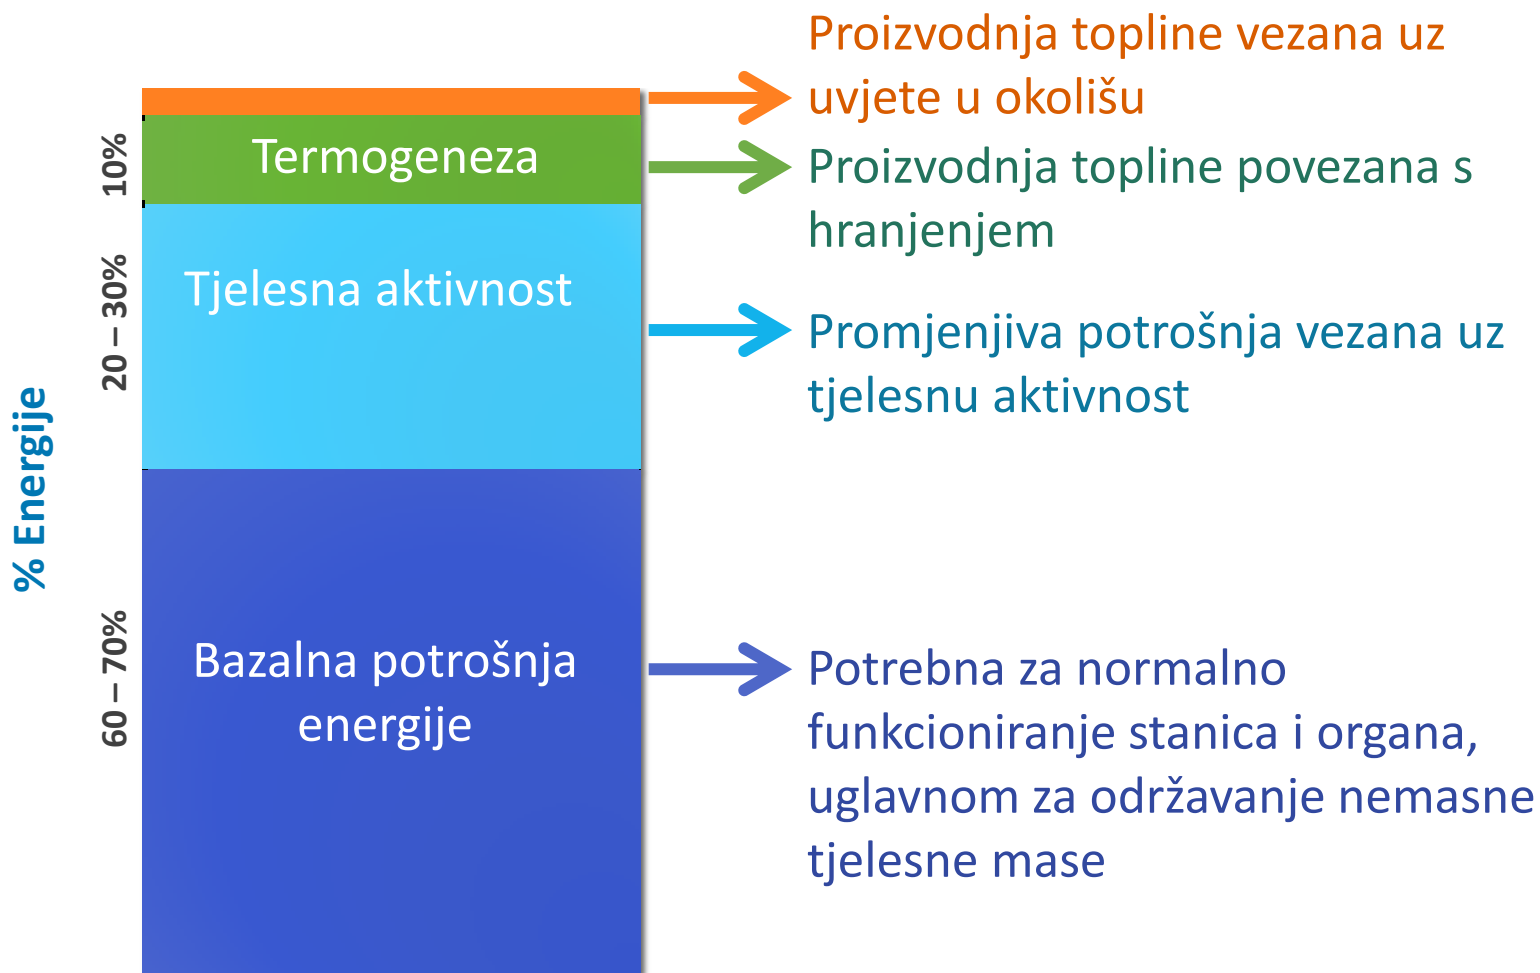 Proizvodnja topline vezana uz
uvjete u okolišu
10%
Termogeneza
Proizvodnja topline povezana s
hranjenjem
20 – 30%
Tjelesna aktivnost
Promjenjiva potrošnja vezana uz
tjelesnu aktivnost
% Energije
60 – 70%
Bazalna potrošnja
energije
Potrebna za normalno
funkcioniranje stanica i organa,
uglavnom za održavanje nemasne
tjelesne mase